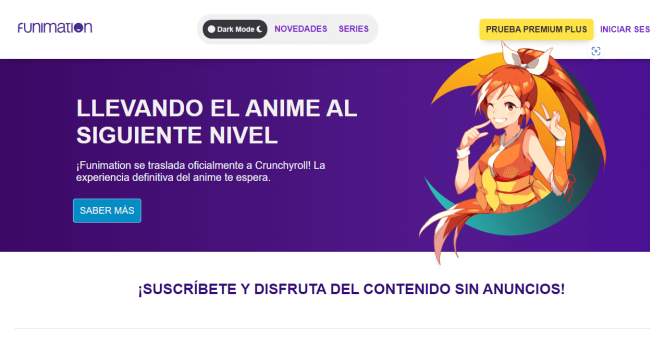 FUNIMATION
Dark Mode
NOVEDADES
SERIES
PRUEBA PREMIUM PLUS
INICIAR SES
LLEVANDO EL ANIME AL
SIGUIENTE NIVEL
¡Funimation se traslada oficialmente a Crunchyroll! La
experiencia definitiva del anime te espera.
SABER MÁS
¡SUSCRÍBETE Y DISFRUTA DEL CONTENIDO SIN ANUNCIOS!